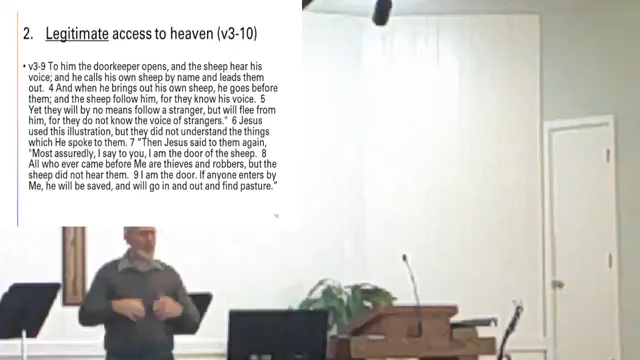 2. Legitimate access to heaven (v3-10)
• v3-9 To him the doorkeeper opens, and the sheep hear his
voice; and he calls his own sheep by name and leads them
out. 4 And when he brings out his own sheep, he goes before
them; and the sheep follow him, for they know his voice. 5
Yet they will by no means follow a stranger, but will flee from
him, for they do not know the voice of strangers." 6 Jesus
used this illustration, but they did not understand the things
which He spoke to them. 7 "Then Jesus said to them again,
"Most assuredly, I say to you, I am the door of the sheep. 8
All who ever came before Me are thieves and robbers, but the
sheep did not hear them. 9 I am the door. If anyone enters by
Me, he will be saved, and will go in and out and find pasture."